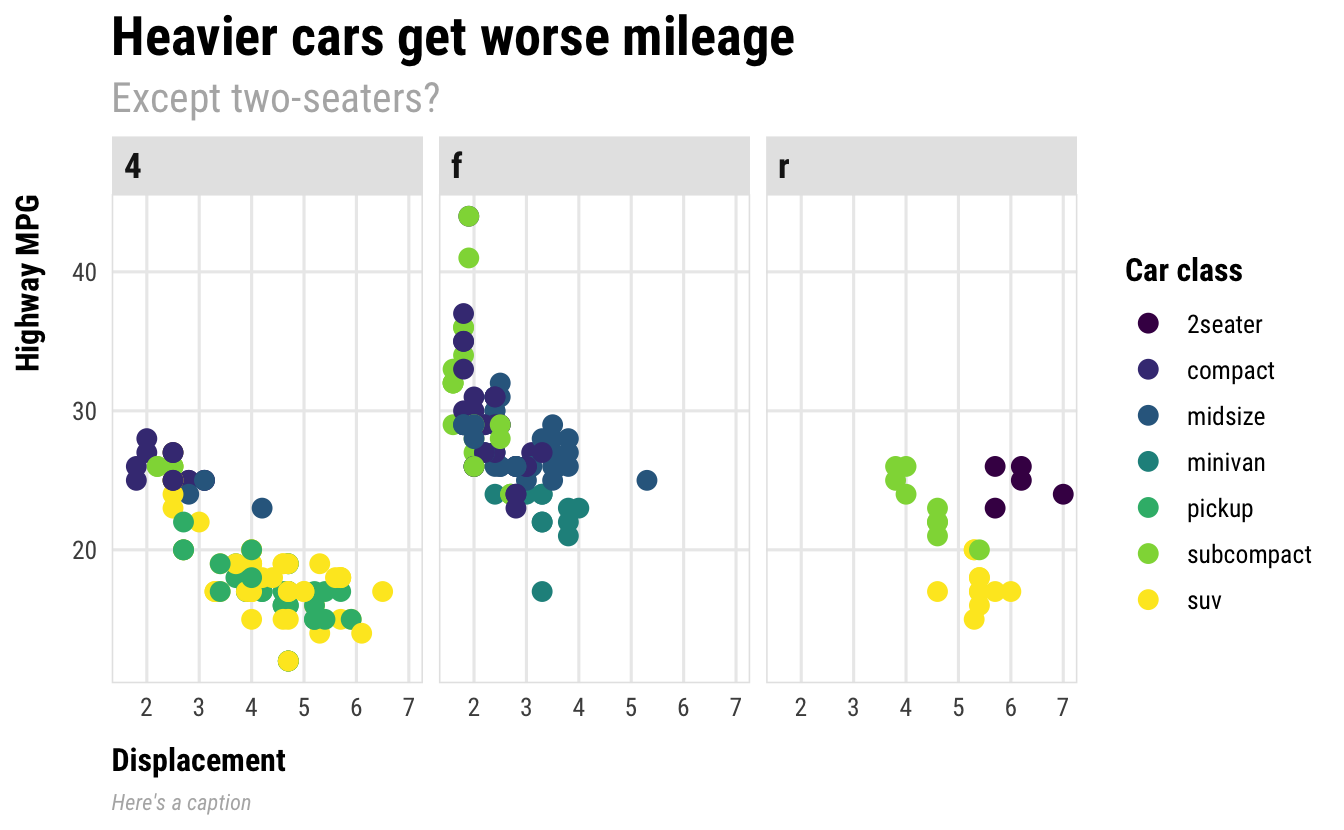 Heavier cars get worse mileage
Except two-seaters?
4
f
r
Highway MPG
40
30
20
2 3 4 5 6 7
2 3 4 5 6 7
2 3 4 5 6 7
Displacement
Here's a caption
Car class
2seater
compact
midsize
minivan
pickup
subcompact
suv